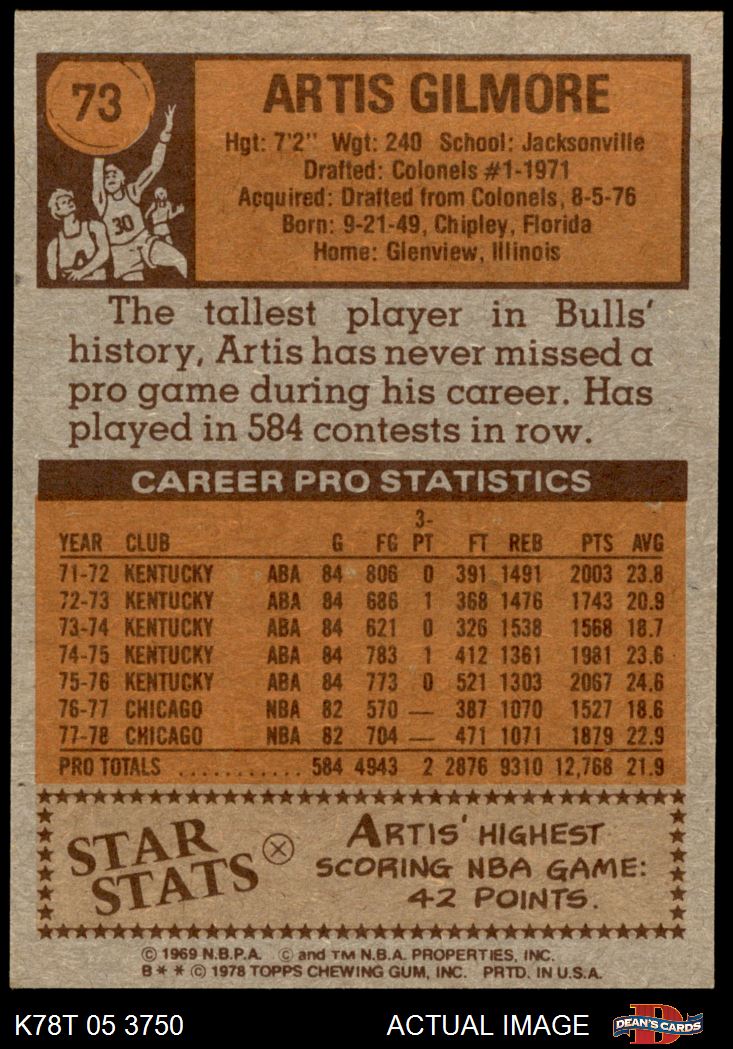 73
30
ARTIS GILMORE
Hgt: 7'2" Wgt: 240 School: Jacksonville
Drafted: Colonels #1-1971
Acquired: Drafted from Colonels, 8-5-76
Born: 9-21-49, Chipley, Florida
Home: Glenview, Illinois
The tallest player in Bulls'
history, Artis has never missed a
pro game during his career. Has
played in 584 contests in row.
CAREER PRO STATISTICS
YEAR CLUB G FG 3-PT FT REB PTS AVG
71-72 KENTUCKY ABA 84 806 0 391 1491 2003 23.8
72-73 KENTUCKY ABA 84 686 1 368 1476 1743 20.9
73-74 KENTUCKY ABA 84 621 0 326 1538 1568 18.7
74-75 KENTUCKY ABA 84 783 1 412 1361 1981 23.6
75-76 KENTUCKY ABA 84 773 0 521 1303 2067 24.6
76-77 CHICAGO NBA 82 570 — 387 1070 1527 18.6
77-78 CHICAGO NBA 82 704 — 471 1071 1879 22.9
PRO TOTALS ........... 584 4943 2 2876 9310 12,768 21.9
STAR
STATS
ARTIS' HIGHEST
SCORING NBA GAME:
42 POINTS.
© 1969 N.B.P.A. © and TM N.B.A. PROPERTIES, INC.
B * * © 1978 TOPPS CHEWING GUM, INC. PRTD. IN U.S.A.
K78T 05 3750 ACTUAL IMAGE DEAN'S CARDS